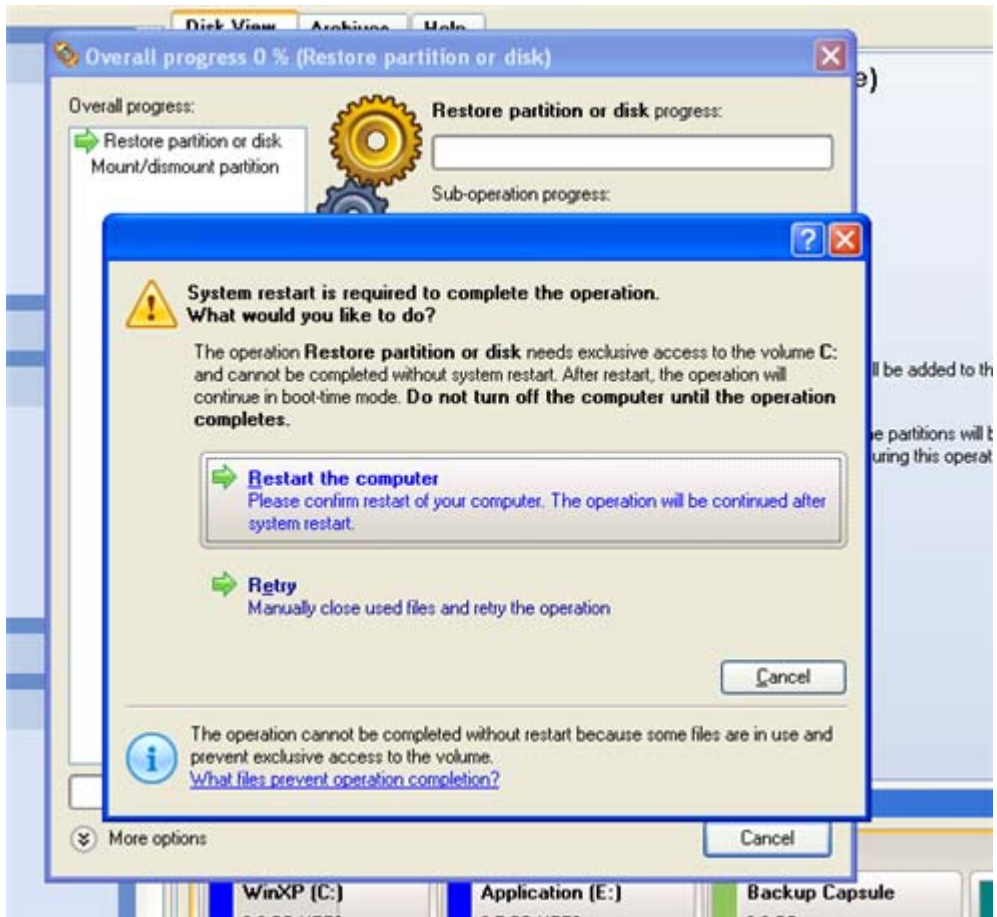 Disk View Archives Help
Overall progress 0 % (Restore partition or disk)
e)
Overall progress:
Restore partition or disk
Mount/dismount partition
Restore partition or disk progress:
Sub-operation progress:
System restart is required to complete the operation.
What would you like to do?
The operation Restore partition or disk needs exclusive access to the volume C:
and cannot be completed without system restart. After restart, the operation will
continue in boot-time mode. Do not turn off the computer until the operation
completes.
ll be added to th
e partitions will b
uring this operat
Restart the computer
Please confirm restart of your computer. The operation will be continued after
system restart.
Retry
Manually close used files and retry the operation
Cancel
The operation cannot be completed without restart because some files are in use and
prevent exclusive access to the volume.
What files prevent operation completion?
More options
Cancel
WinXP (C:)
Application (E:)
Backup Capsule